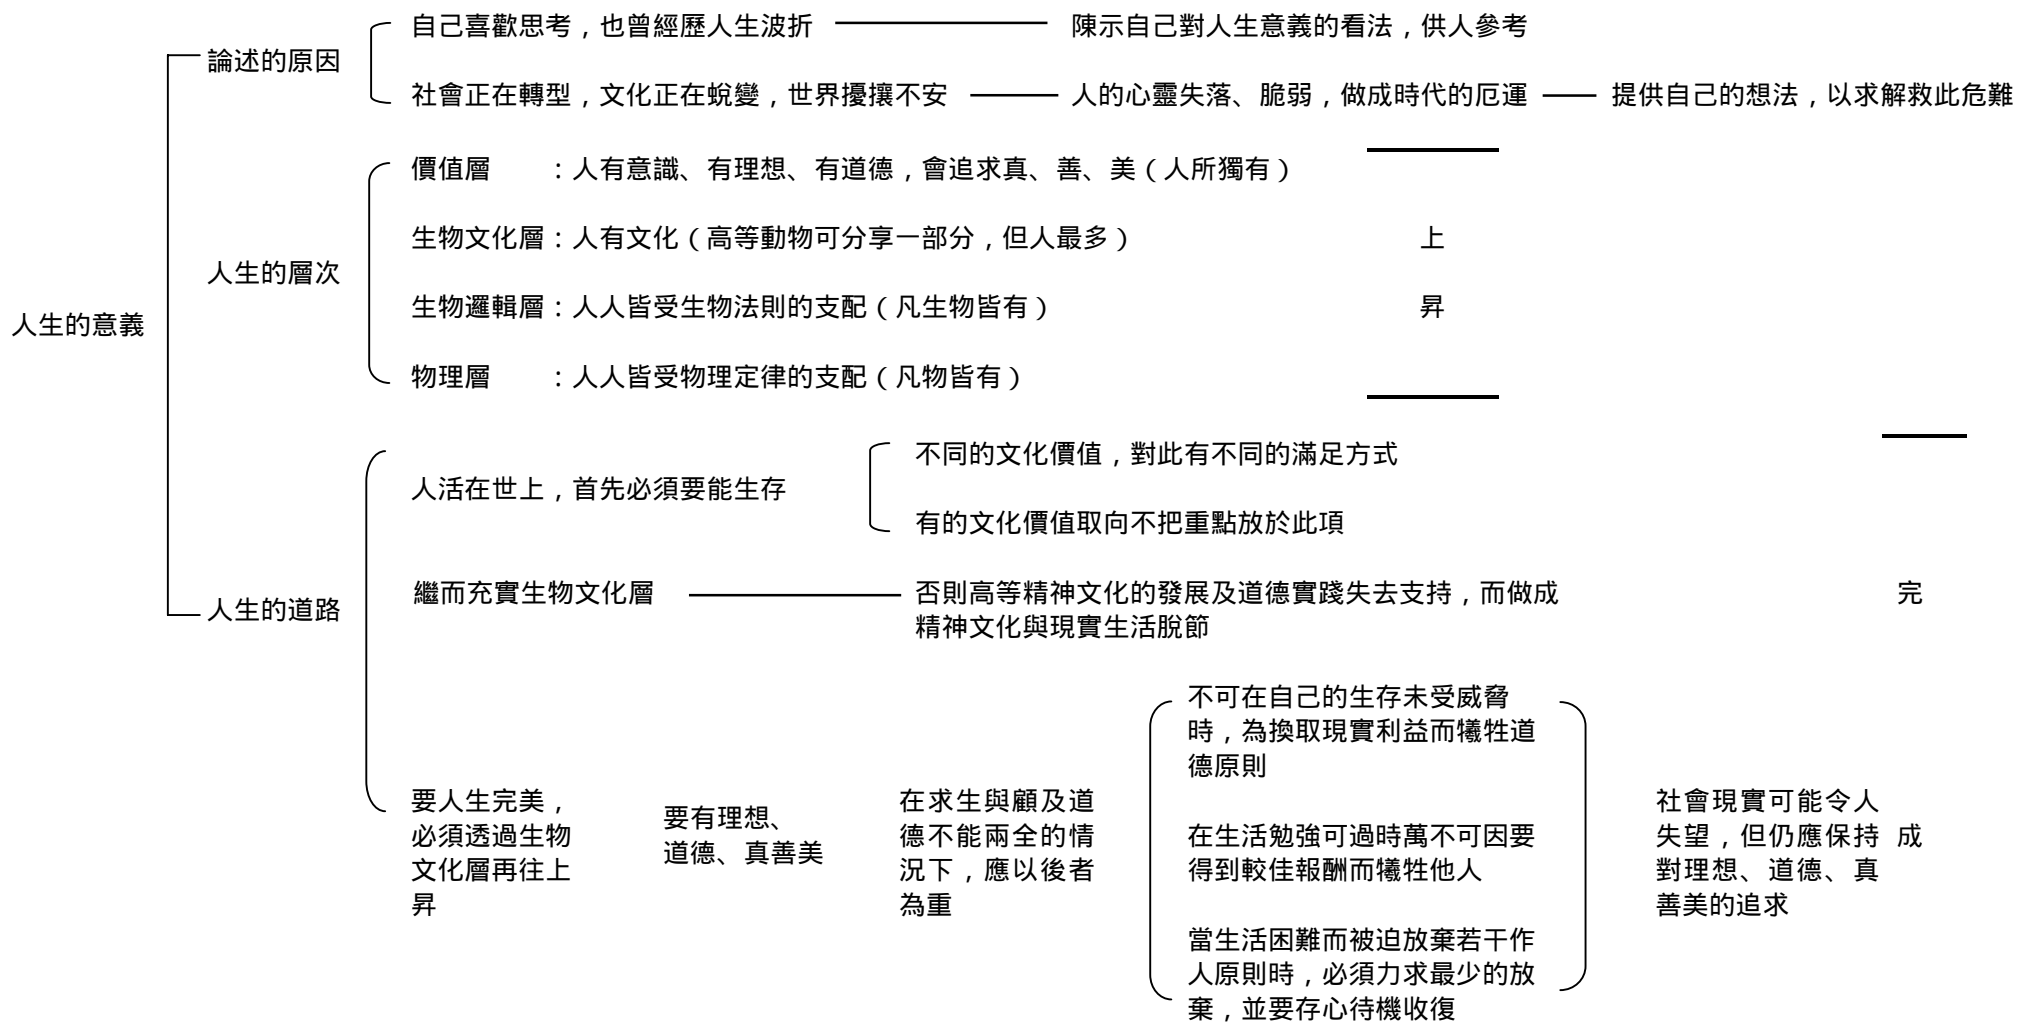 人生的意義
論述的原因
自己喜歡思考，也曾經歷人生波折
陳示自己對人生意義的看法，供人參考
社會正在轉型，文化正在蛻變，世界擾攘不安
人的心靈失落、脆弱，做成時代的厄運
提供自己的想法，以求解救此危難
人生的層次
價值層：人有意識、有理想、有道德，會追求真、善、美（人所獨有）
生物文化層：人有文化（高等動物可分享一部分，但人最多）
生物邏輯層：人人皆受生物法則的支配（凡生物皆有）
物理層：人人皆受物理定律的支配（凡物皆有）
上
昇
人生的道路
人活在世上，首先必須要能生存
不同的文化價值，對此有不同的滿足方式
有的文化價值取向不把重點放於此項
繼而充實生物文化層
否則高等精神文化的發展及道德實踐失去支持，而做成
精神文化與現實生活脫節
要人生完美，
必須透過生物
文化層再往上
昇
要有理想、
道德、真善美
在求生與顧及道
德不能兩全的情
況下，應以後者
為重
不可在自己的生存未受威脅
時，為換取現實利益而犧牲道
德原則
在生活勉強可過時萬不可因要
得到較佳報酬而犧牲他人
當生活困難而被迫放棄若干作
人原則時，必須力求最少的放
棄，並要存心待機收復
社會現實可能令人
失望，但仍應保持
對理想、道德、真
善美的追求
完
成